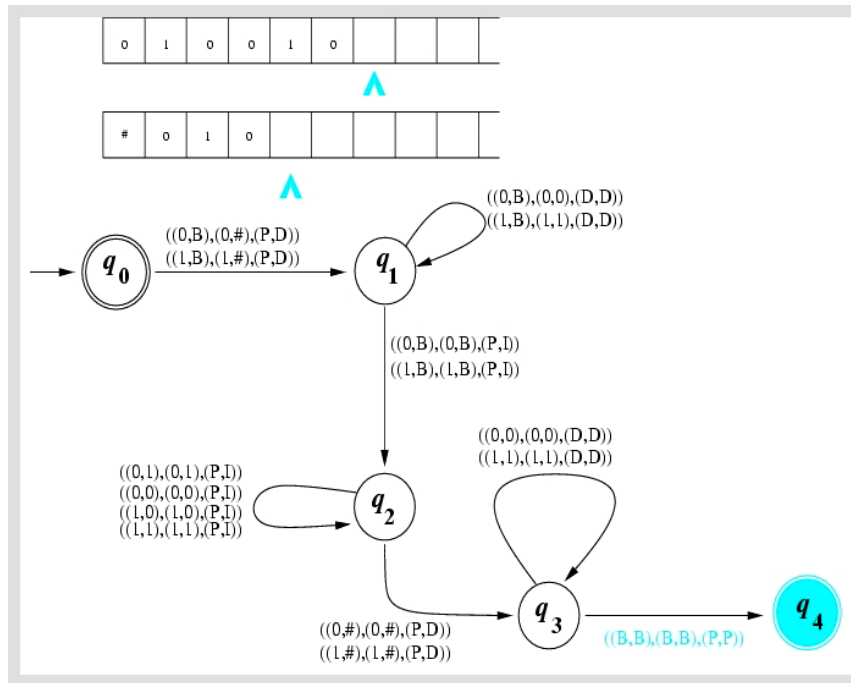 0 1 0 0 1 0
# 0 1 0
((0,B),(0,0),(D,D))
((1,B),(1,1),(D,D))
((0,B),(0,#),(P,D))
((1,B),(1,#),(P,D))
q0
q1
((0,B),(0,B),(P,I))
((1,B),(1,B),(P,I))
((0,0),(0,0),(D,D))
((1,1),(1,1),(D,D))
((0,1),(0,1),(P,I))
((0,0),(0,0),(P,I))
((1,0),(1,0),(P,I))
((1,1),(1,1),(P,I))
q2
q3
q4
((0,#),(0,#),(P,D))
((1,#),(1,#),(P,D))
((B,B),(B,B),(P,P))